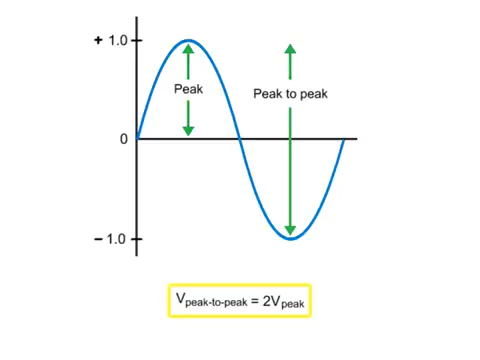 + 1.0
Peak
Peak to peak
0
– 1.0
Vpeak-to-peak = 2Vpeak